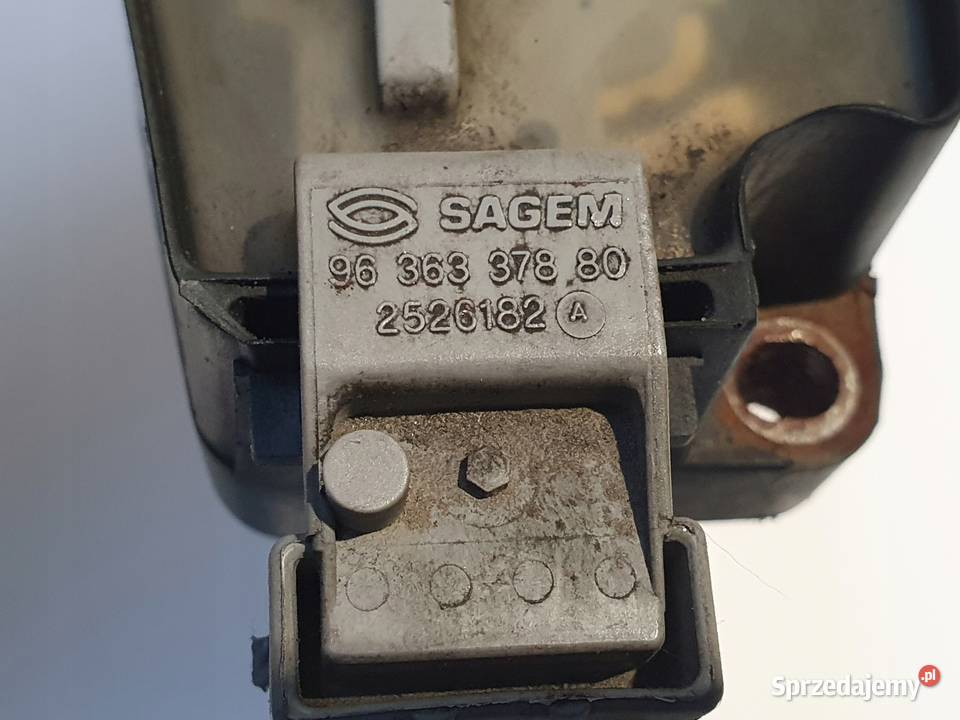 SAGEM
96 363 378 80
2526182 A
Sprzedajemy.pl